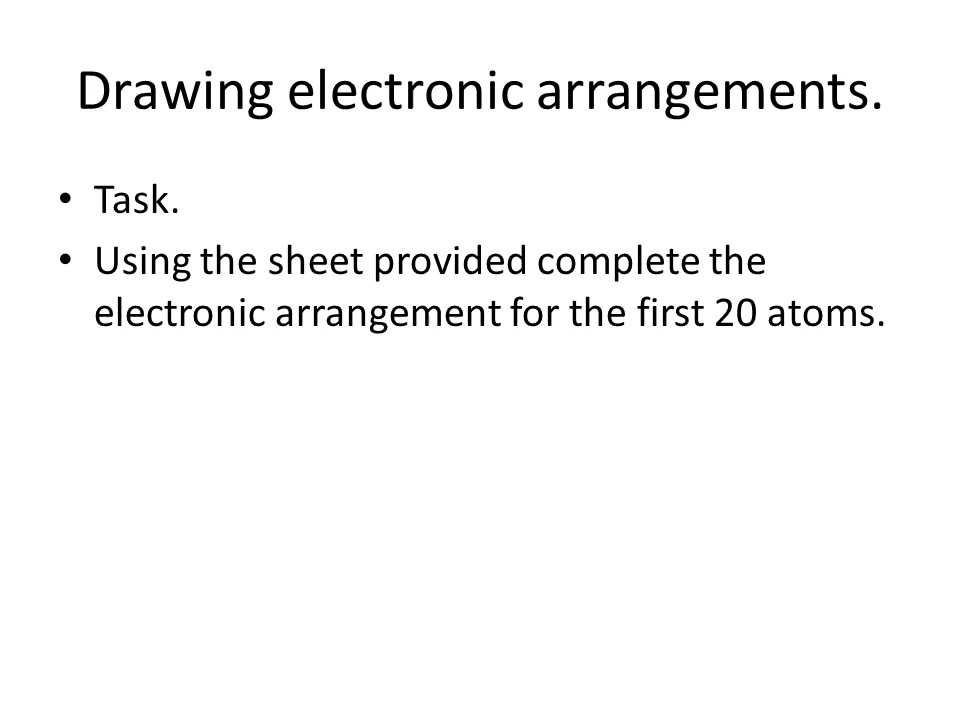 Drawing electronic arrangements.
• Task.
• Using the sheet provided complete the
electronic arrangement for the first 20 atoms.